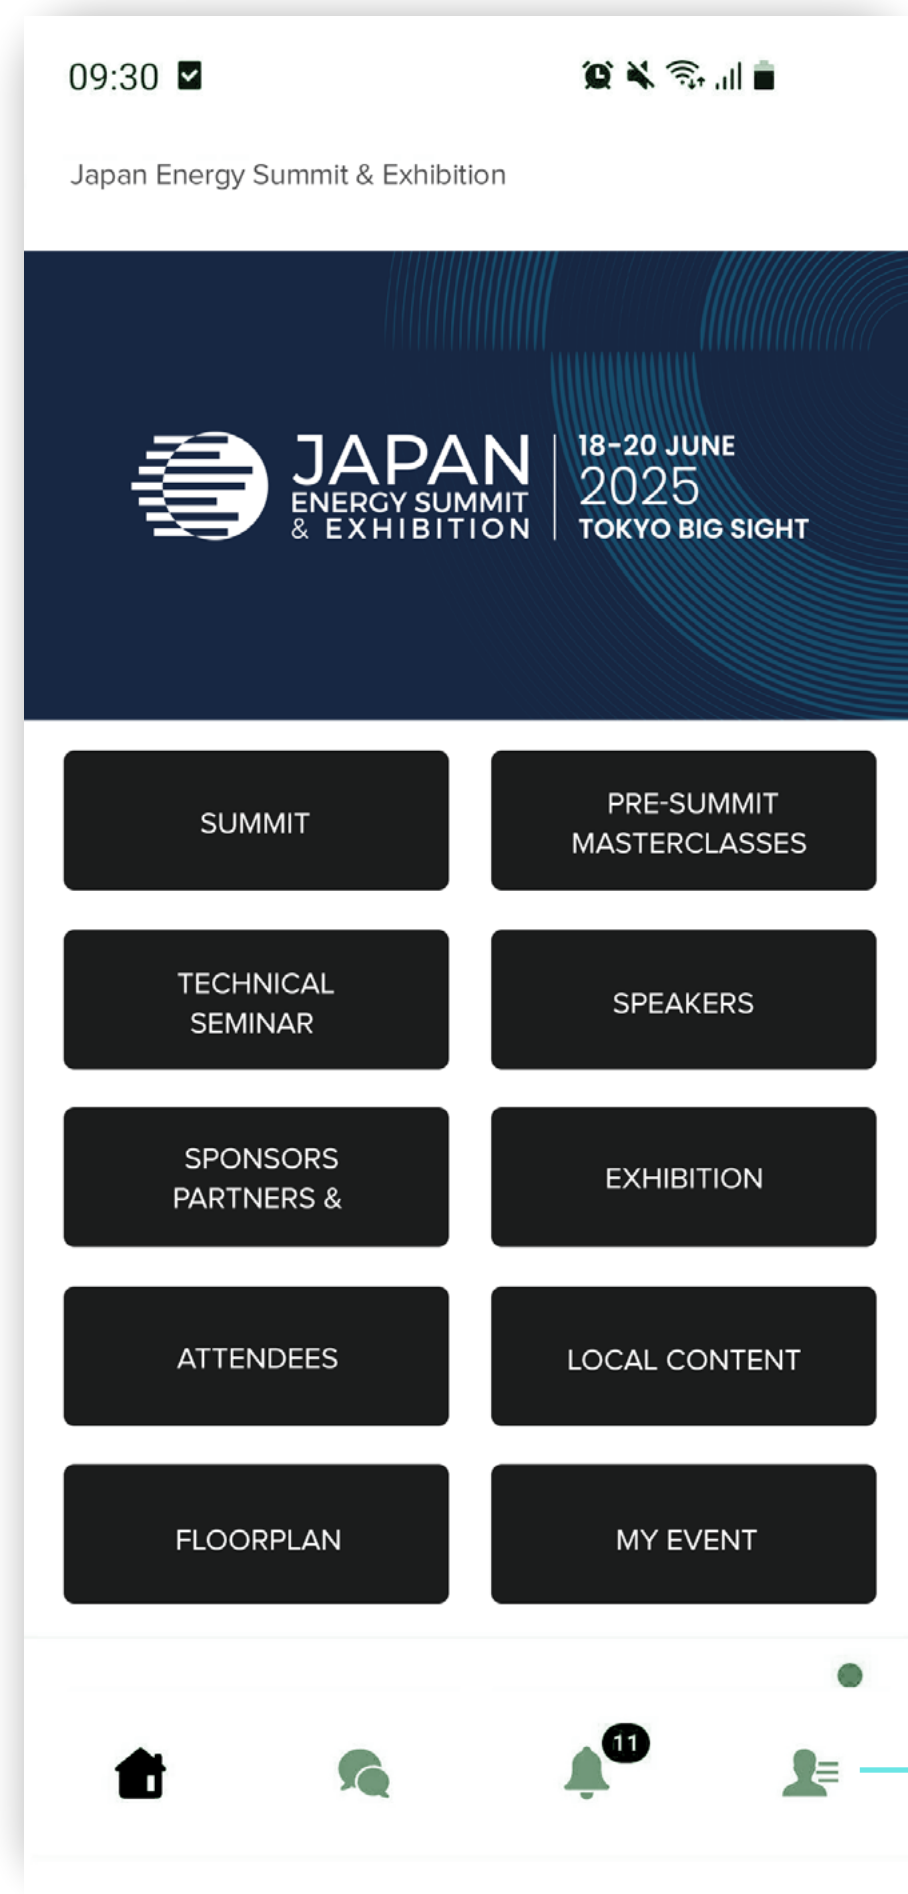 09:30
Japan Energy Summit & Exhibition
JAPAN
ENERGY SUMMIT
& EXHIBITION
18-20 JUNE
2025
TOKYO BIG SIGHT
SUMMIT
PRE-SUMMIT
MASTERCLASSES
TECHNICAL
SEMINAR
SPEAKERS
SPONSORS
PARTNERS &
EXHIBITION
ATTENDEES
LOCAL CONTENT
FLOORPLAN
MY EVENT
11